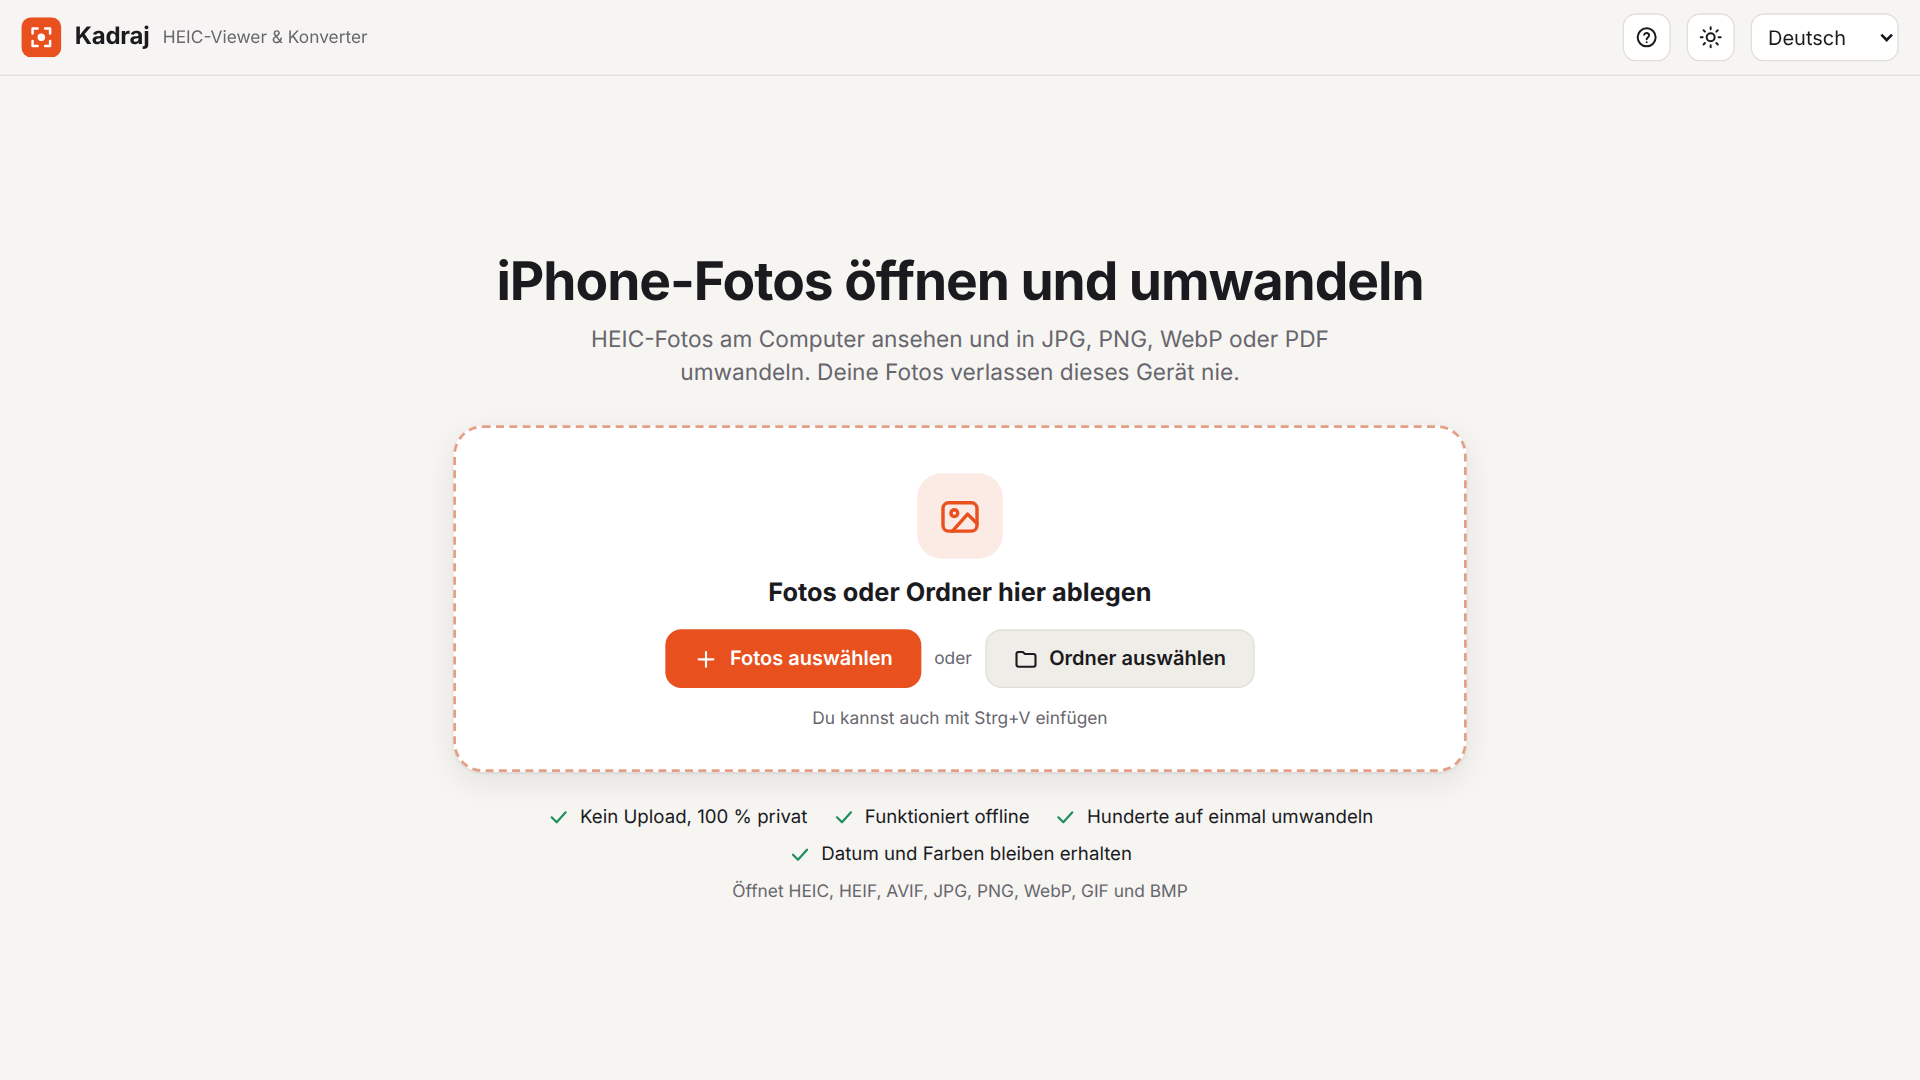 Kadraj HEIC-Viewer & Konverter
Deutsch
iPhone-Fotos öffnen und umwandeln
HEIC-Fotos am Computer ansehen und in JPG, PNG, WebP oder PDF
umwandeln. Deine Fotos verlassen dieses Gerät nie.
Fotos oder Ordner hier ablegen
Fotos auswählen oder Ordner auswählen
Du kannst auch mit Strg+V einfügen
Kein Upload, 100 % privat Funktioniert offline Hunderte auf einmal umwandeln
Datum und Farben bleiben erhalten
Öffnet HEIC, HEIF, AVIF, JPG, PNG, WebP, GIF und BMP